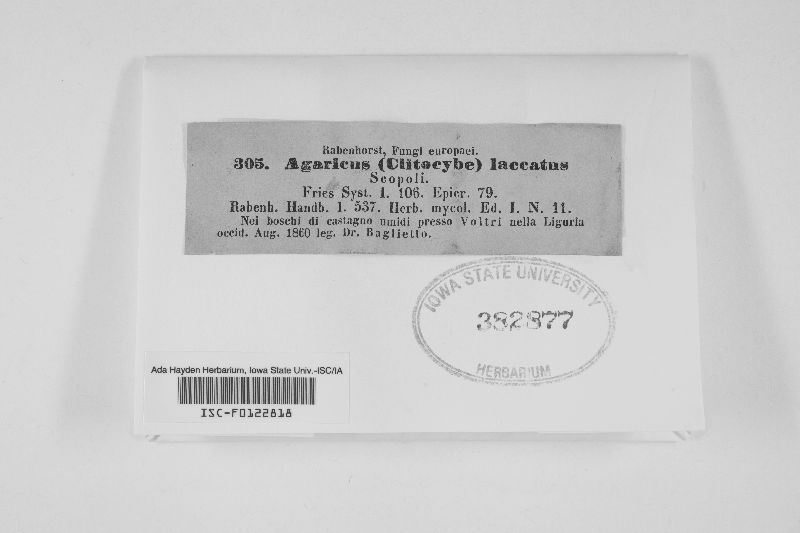 Rabenhorst, Fungi europaei.
305. Agaricus (Clitocybe) laccatus
Scopoli.
Fries Syst. I. 106. Epicr. 79.
Rabenh. Handb. I. 537. Herb. mycol. Ed. I. N. 11.
Nei boschi di castagno umidi presso Voltri nella Liguria
occid. Aug. 1860 leg. Dr. Baglietto.
IOWA STATE UNIVERSITY
382877
HERBARIUM
Ada Hayden Herbarium, Iowa State Univ.-ISC/IA
ISC-F0122818